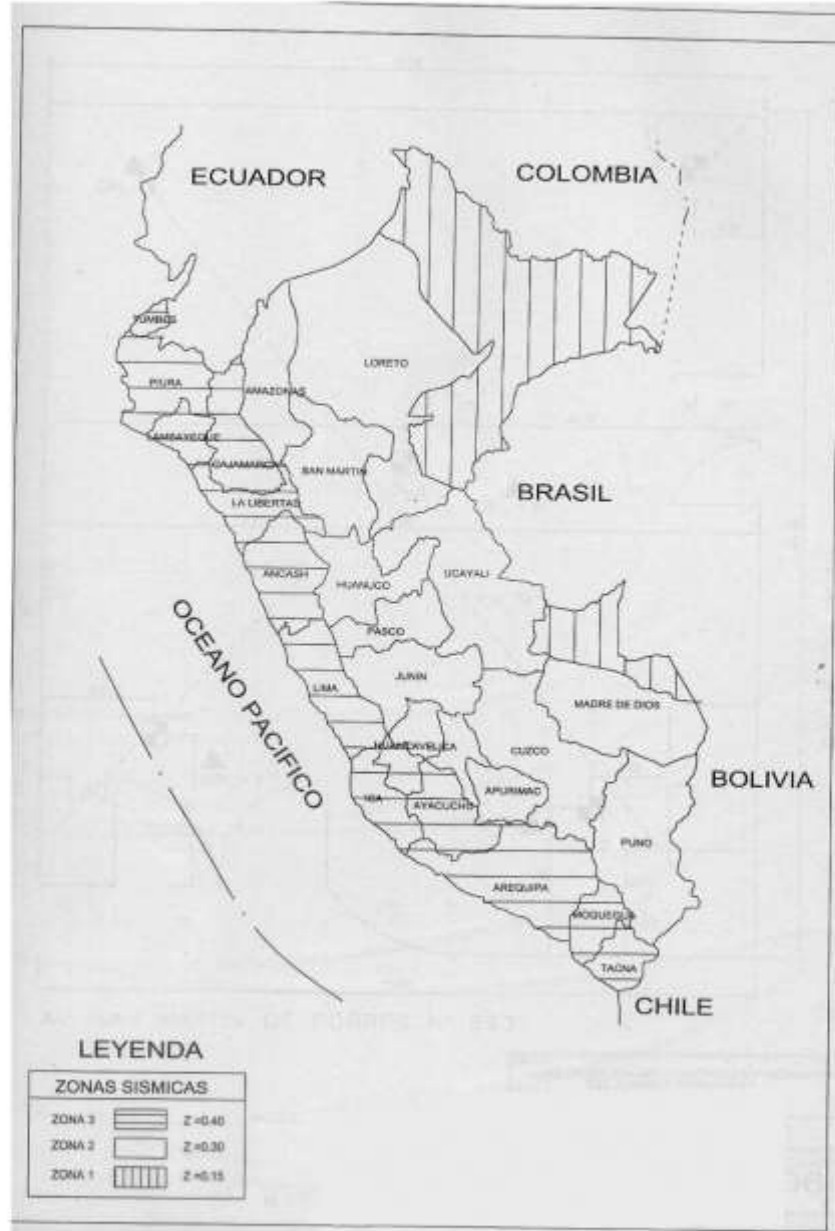 ECUADOR
COLOMBIA
TUMBES
LORETO
PIURA
AMAZONAS
LAMBAYEQUE
CAJAMARCA
SAN MARTIN
BRASIL
LA LIBERTAD
ANCASH
HUANUCO
UCAYALI
OCEANO PACIFICO
PASCO
JUNIN
LIMA
MADRE DE DIOS
HUANCAVELICA
CUZCO
BOLIVIA
APURIMAC
ICA
AYACUCHO
PUNO
AREQUIPA
MOQUEGUA
TACNA
CHILE
LEYENDA
ZONAS SISMICAS
ZONA 3 Z =0.40
ZONA 2 Z =0.30
ZONA 1 Z =0.15